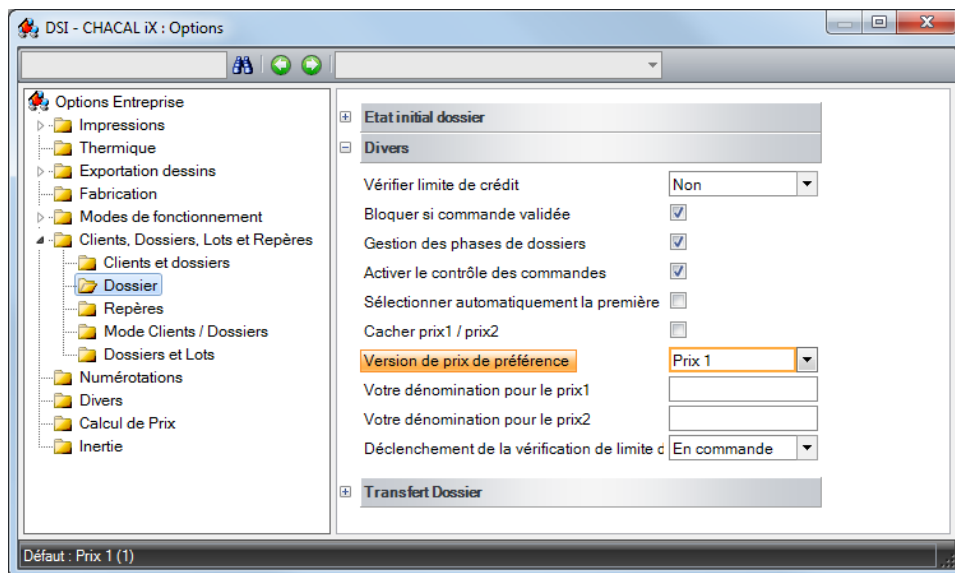 DSI - CHACAL iX : Options
Options Entreprise
Impressions
Thermique
Exportation dessins
Fabrication
Modes de fonctionnement
Clients, Dossiers, Lots et Repères
Clients et dossiers
Dossier
Repères
Mode Clients / Dossiers
Dossiers et Lots
Numérotations
Divers
Calcul de Prix
Inertie
Etat initial dossier
Divers
Vérifier limite de crédit Non
Bloquer si commande validée
Gestion des phases de dossiers
Activer le contrôle des commandes
Sélectionner automatiquement la première
Cacher prix1 / prix2
Version de prix de préférence Prix 1
Votre dénomination pour le prix1
Votre dénomination pour le prix2
Déclenchement de la vérification de limite d En commande
Transfert Dossier
Défaut : Prix 1 (1)